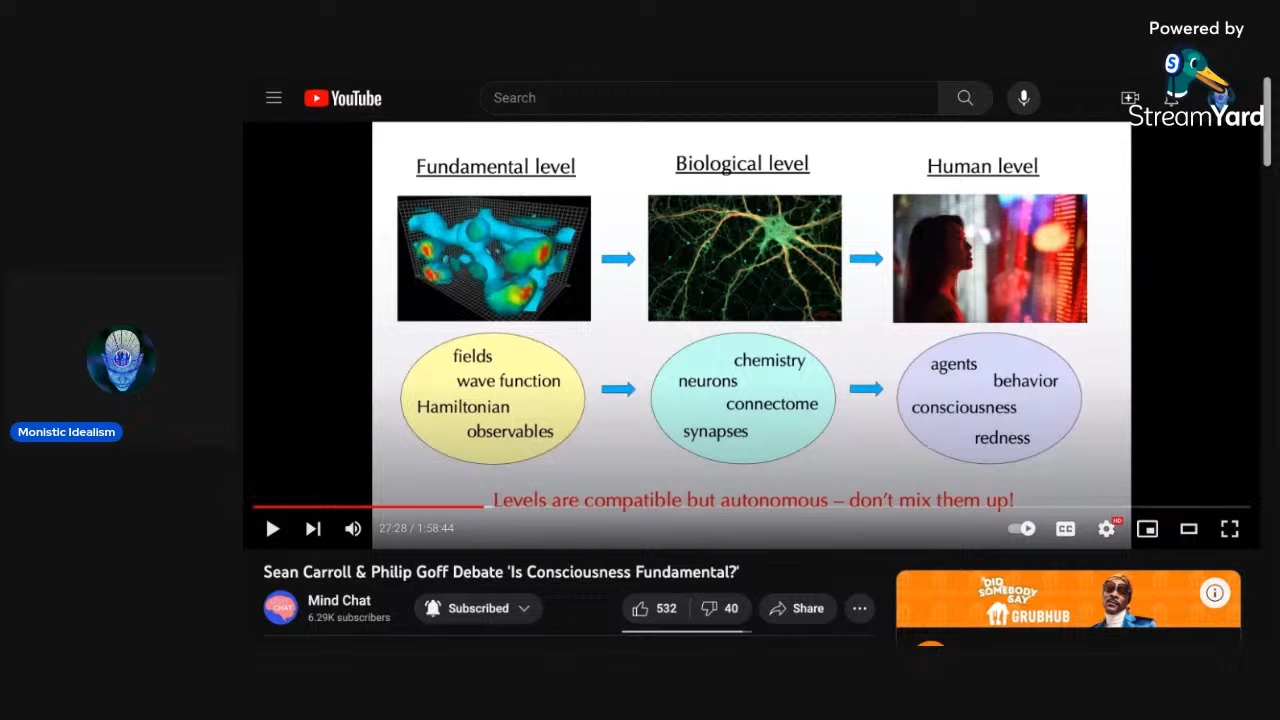 Powered by
StreamYard
YouTube
Search
Fundamental level
Biological level
Human level
fields
wave function
Hamiltonian
observables
chemistry
neurons
connectome
synapses
agents
behavior
consciousness
redness
Levels are compatible but autonomous – don't mix them up!
27:28 / 1:58:44
CC
HD
Monistic Idealism
Sean Carroll & Philip Goff Debate 'Is Consciousness Fundamental?'
CHAT
Mind Chat
6.29K subscribers
Subscribed
532
40
Share
DID SOMEBODY SAY
GRUBHUB